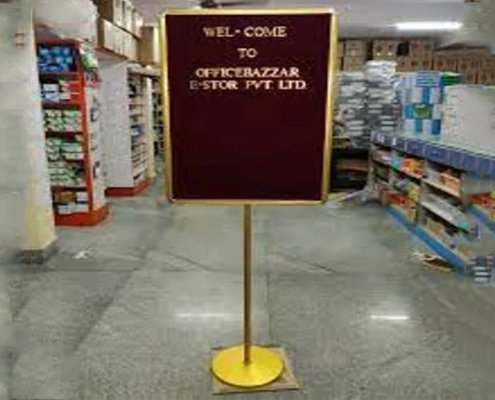 WEL-COME
TO
OFFICEBAZZAR
E-STOR PVT. LTD.